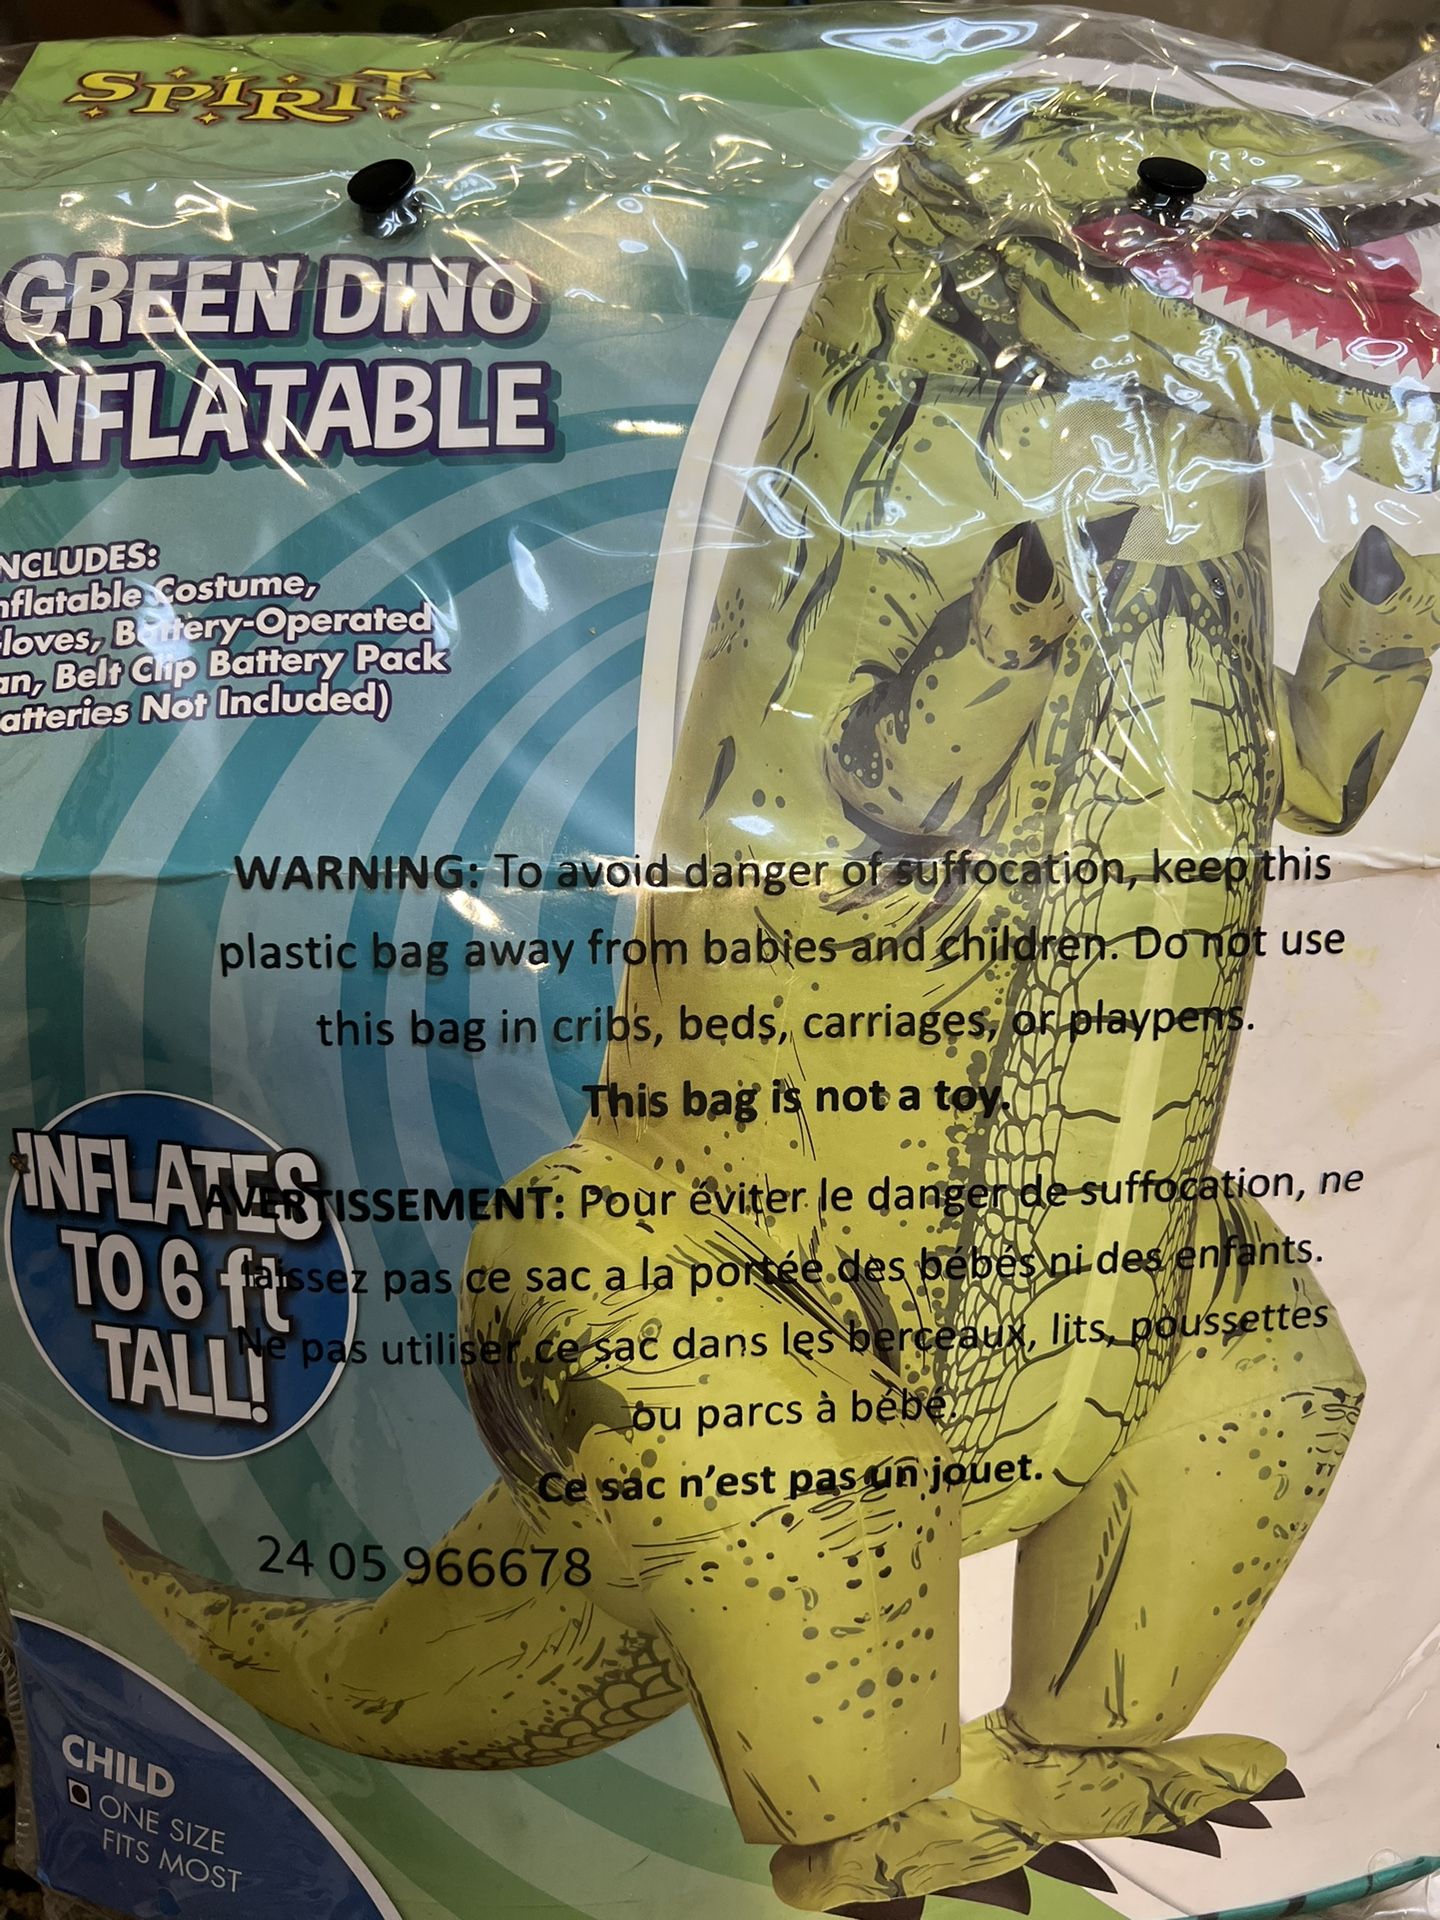 SPIRIT
GREEN DINO
INFLATABLE
NCLUDES:
nflatable Costume,
loves, Battery-Operated
an, Belt Clip Battery Pack
atteries Not Included)
WARNING: To avoid danger of suffocation, keep this
plastic bag away from babies and children. Do not use
this bag in cribs, beds, carriages, or playpens.
This bag is not a toy.
INFLATES
TO 6 ft
TALL!
AVERTISSEMENT: Pour éviter le danger de suffocation, ne
laissez pas ce sac a la portée des bébés ni des enfants.
Ne pas utiliser ce sac dans les berceaux, lits, poussettes
ou parcs à bébé.
Ce sac n'est pas un jouet.
24 05 966678
CHILD
ONE SIZE
FITS MOST